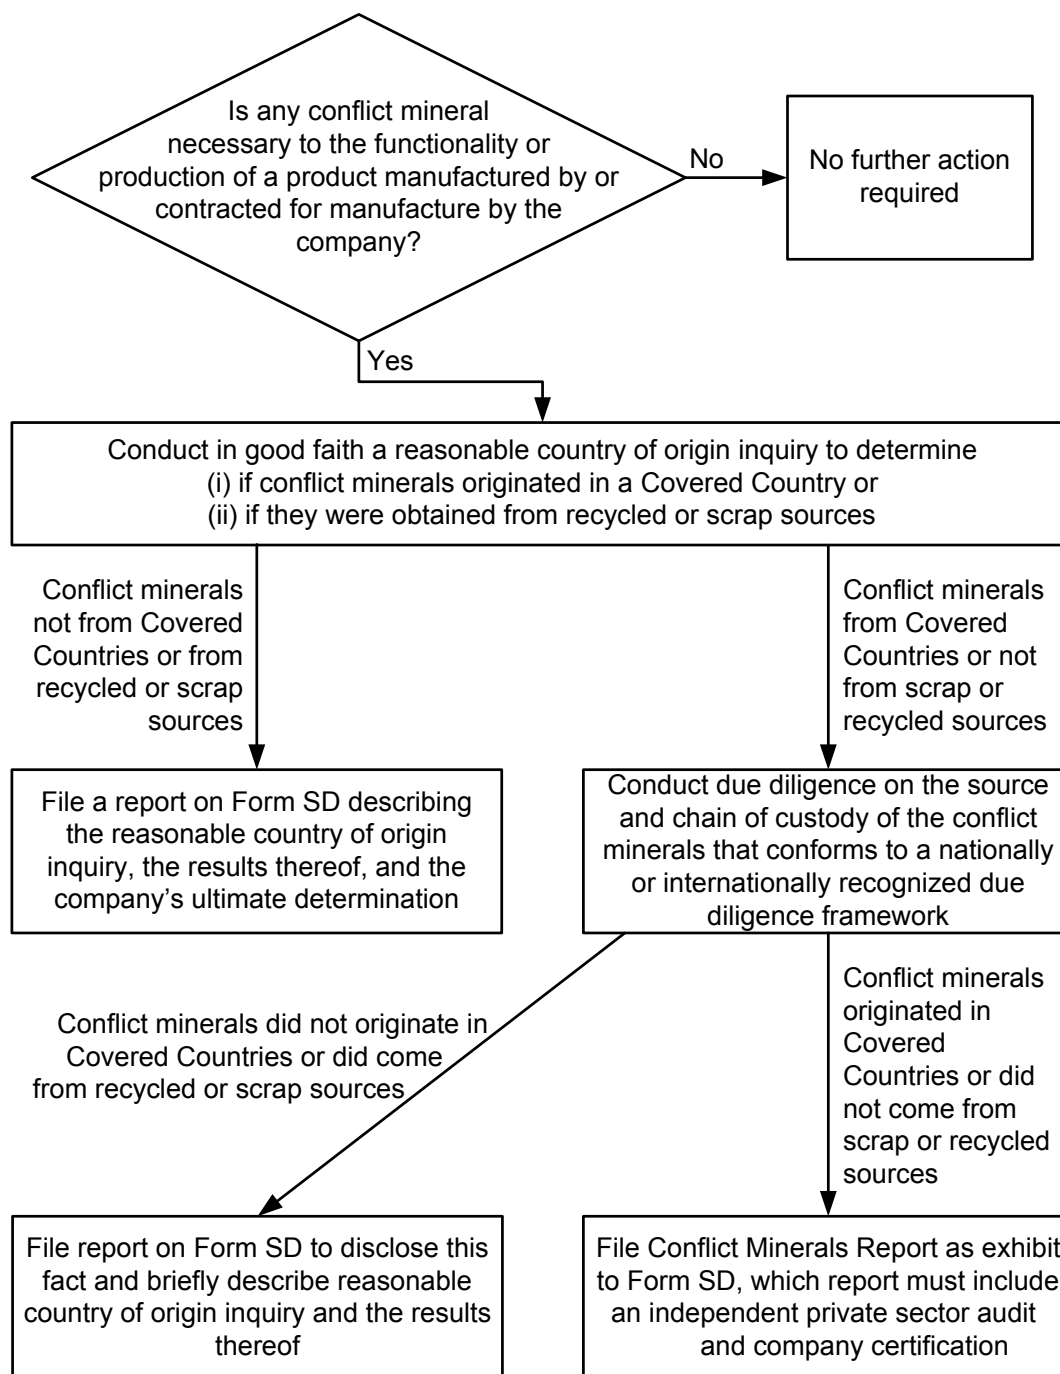 Is any conflict mineral
necessary to the functionality or
production of a product manufactured by or
contracted for manufacture by the
company?
No
No further action
required
Yes
Conduct in good faith a reasonable country of origin inquiry to determine
(i) if conflict minerals originated in a Covered Country or
(ii) if they were obtained from recycled or scrap sources
Conflict minerals
not from Covered
Countries or from
recycled or scrap
sources
Conflict minerals
from Covered
Countries or not
from scrap or
recycled sources
File a report on Form SD describing
the reasonable country of origin
inquiry, the results thereof, and the
company's ultimate determination
Conduct due diligence on the source
and chain of custody of the conflict
minerals that conforms to a nationally
or internationally recognized due
diligence framework
Conflict minerals did not originate in
Covered Countries or did come
from recycled or scrap sources
Conflict minerals
originated in
Covered
Countries or did
not come from
scrap or recycled
sources
File report on Form SD to disclose this
fact and briefly describe reasonable
country of origin inquiry and the results
thereof
File Conflict Minerals Report as exhibit
to Form SD, which report must include
an independent private sector audit
and company certification